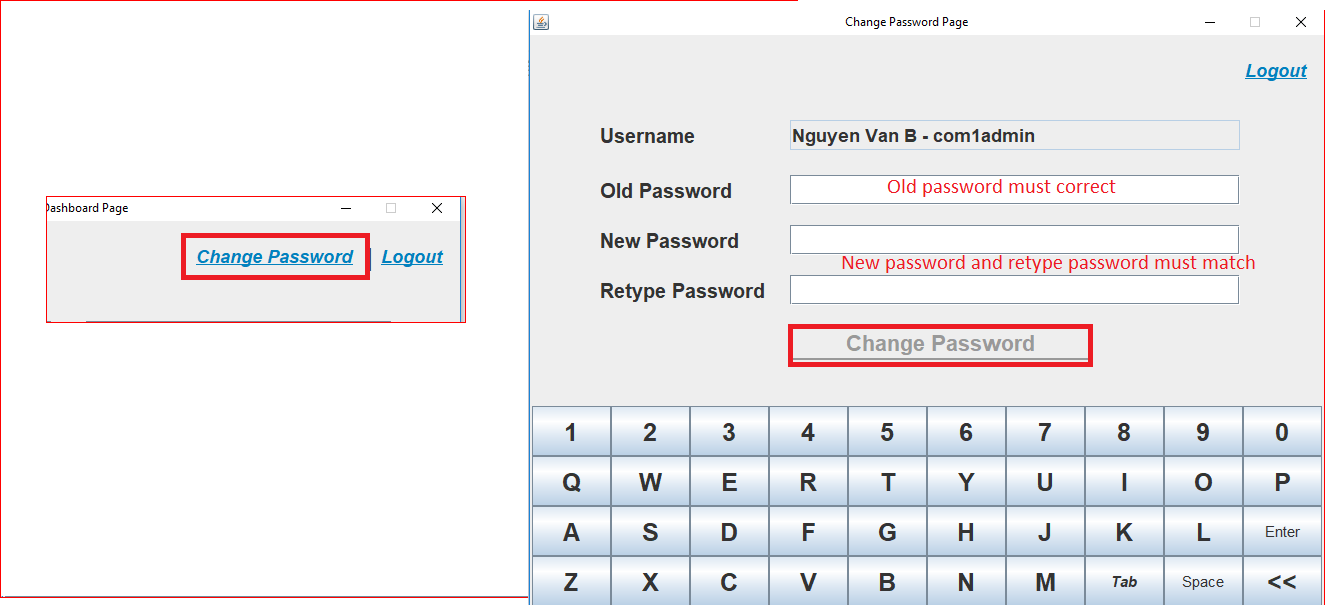 Dashboard Page
Change Password Logout
Change Password Page
Logout
Username Nguyen Van B - com1admin
Old Password Old password must correct
New Password
New password and retype password must match
Retype Password
Change Password
1 2 3 4 5 6 7 8 9 0
Q W E R T Y U I O P
A S D F G H J K L Enter
Z X C V B N M Tab Space <<